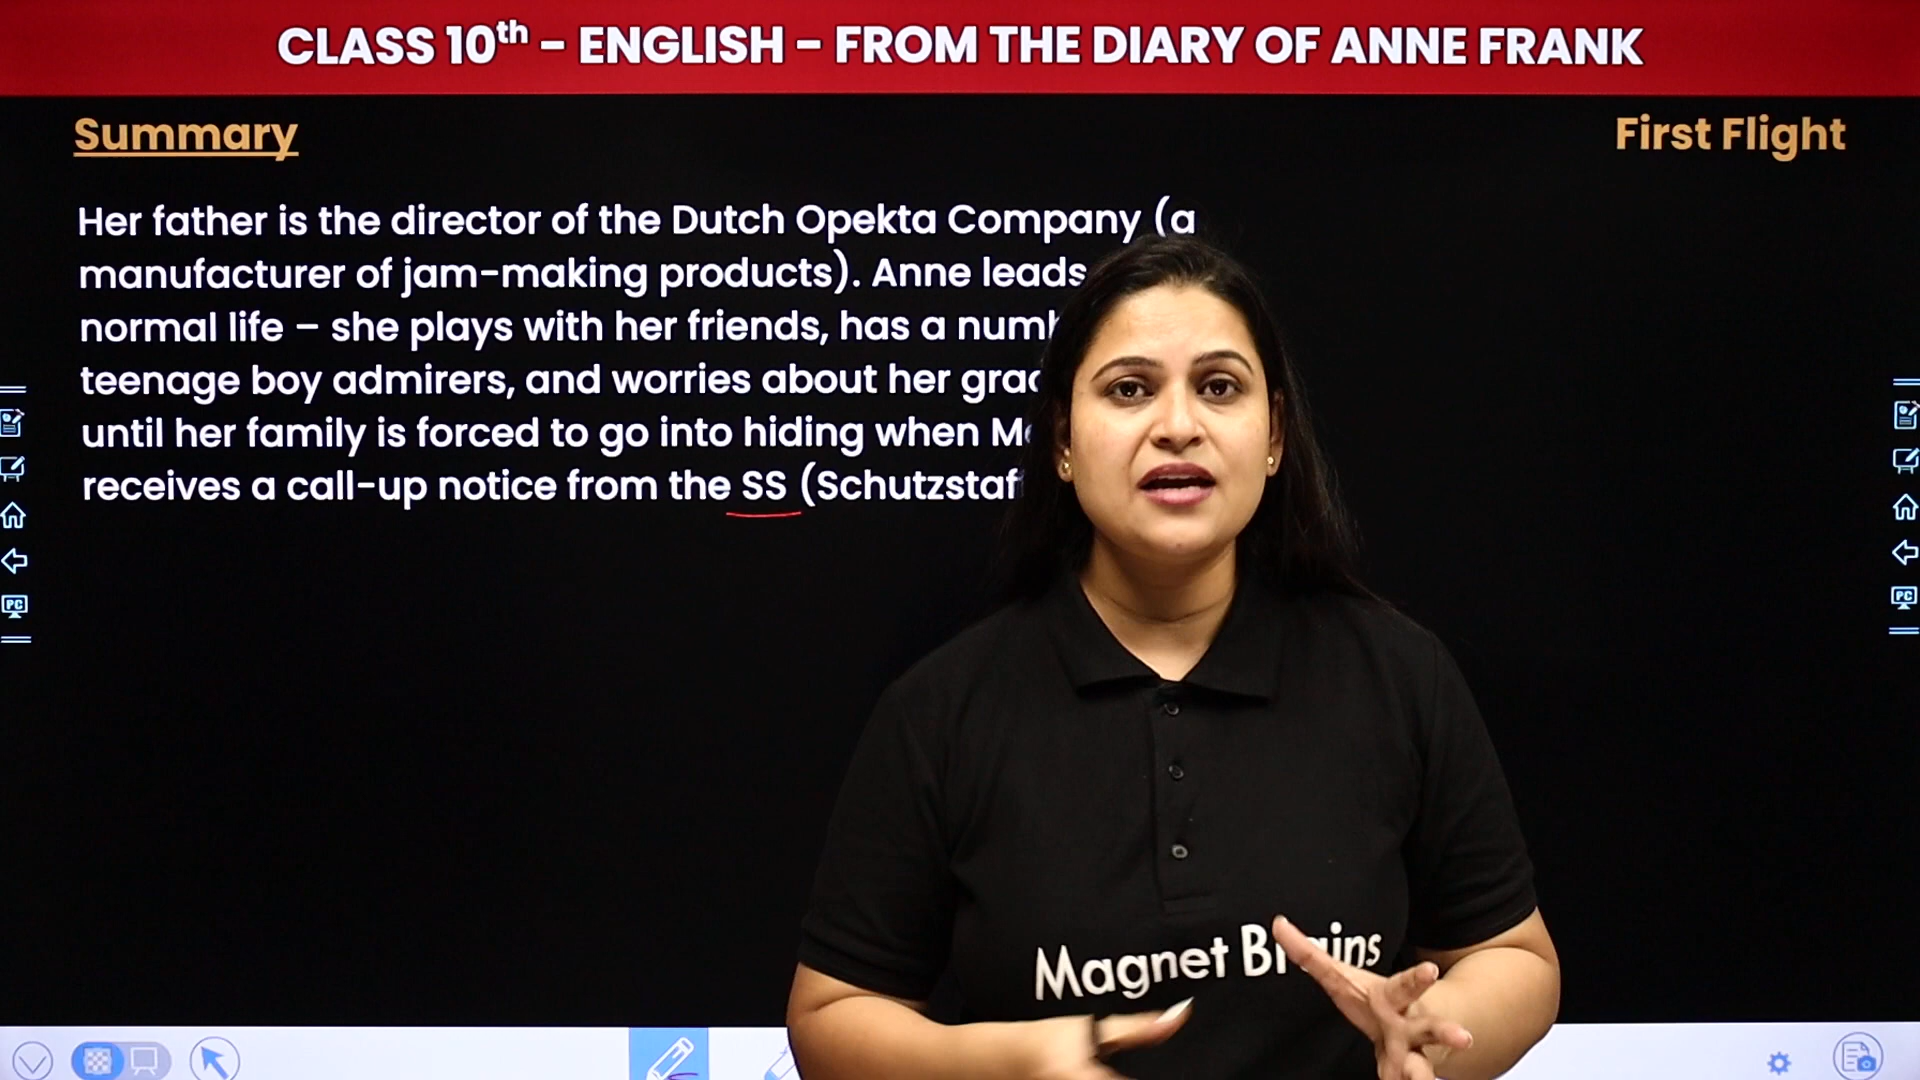 CLASS 10th - ENGLISH - FROM THE DIARY OF ANNE FRANK
Summary
First Flight
Her father is the director of the Dutch Opekta Company (a
manufacturer of jam-making products). Anne leads
normal life – she plays with her friends, has a
teenage boy admirers, and worries about her
until her family is forced to go into hiding when
receives a call-up notice from the SS
Magnet
PC
PC